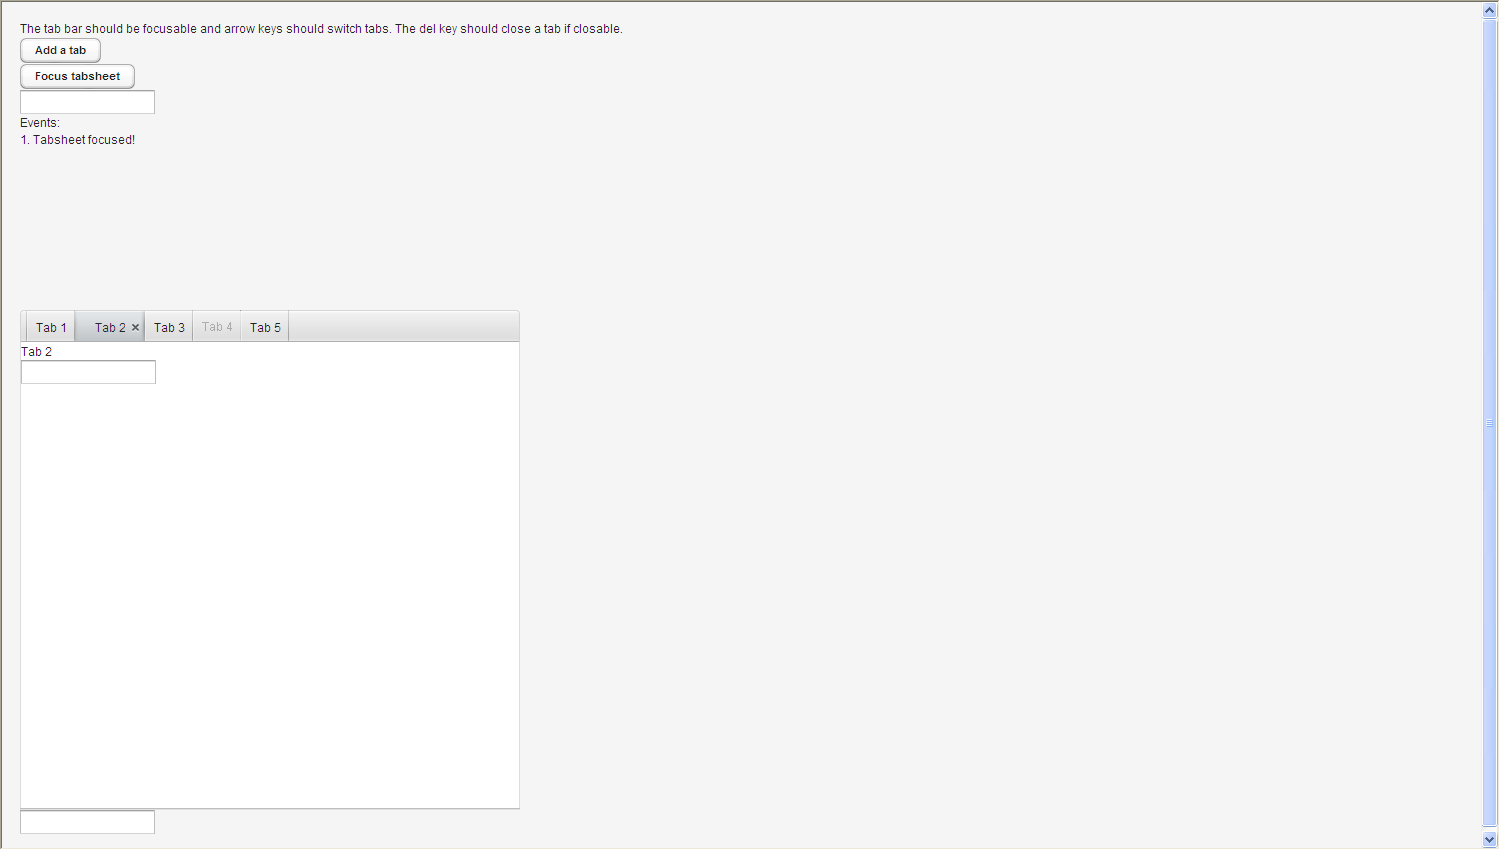 The tab bar should be focusable and arrow keys should switch tabs. The del key should close a tab if closable.
Add a tab
Focus tabsheet
Events:
1. Tabsheet focused!
Tab 1 Tab 2 Tab 3 Tab 4 Tab 5
Tab 2